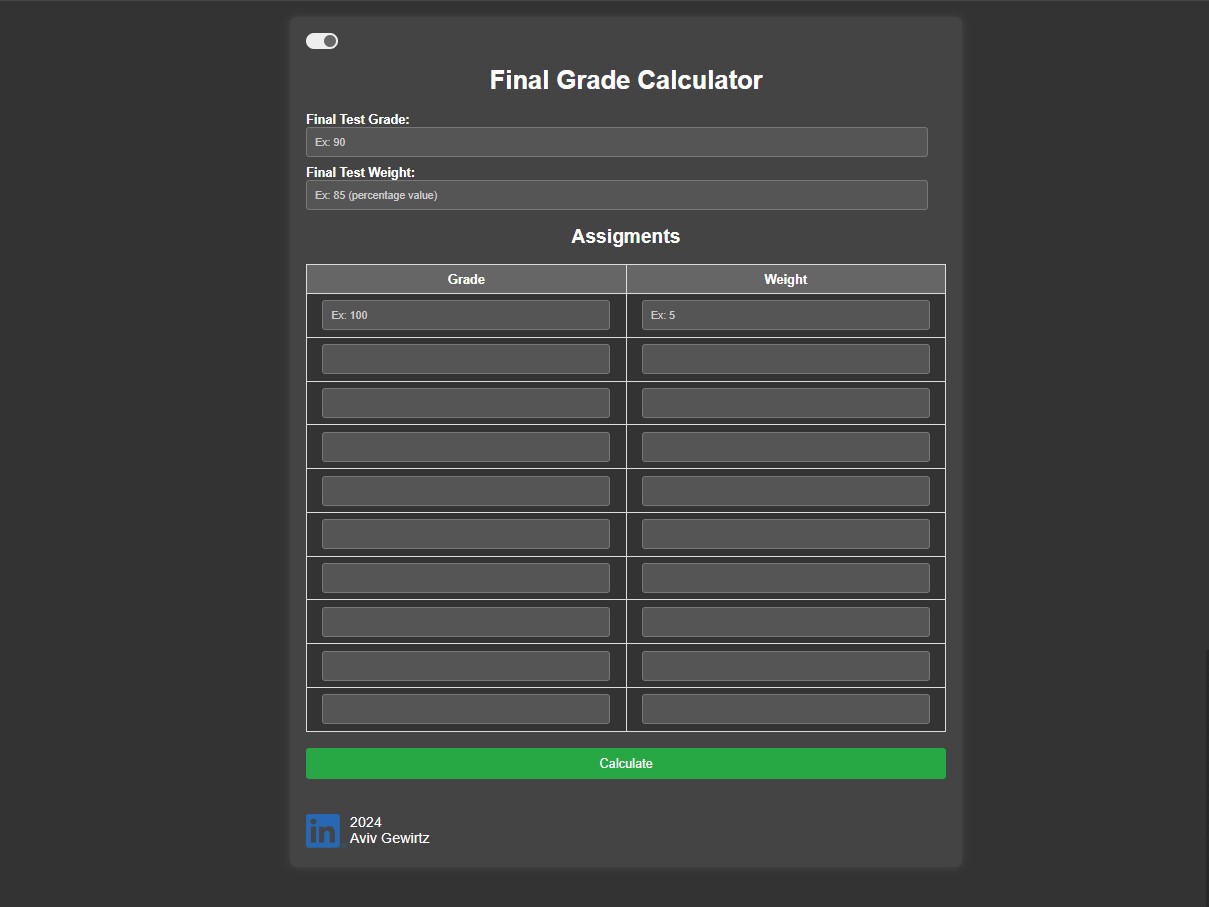 Final Grade Calculator
Final Test Grade:
Ex: 90
Final Test Weight:
Ex: 85 (percentage value)
Assigments
Grade Weight
Ex: 100 Ex: 5
Calculate
in 2024
Aviv Gewirtz